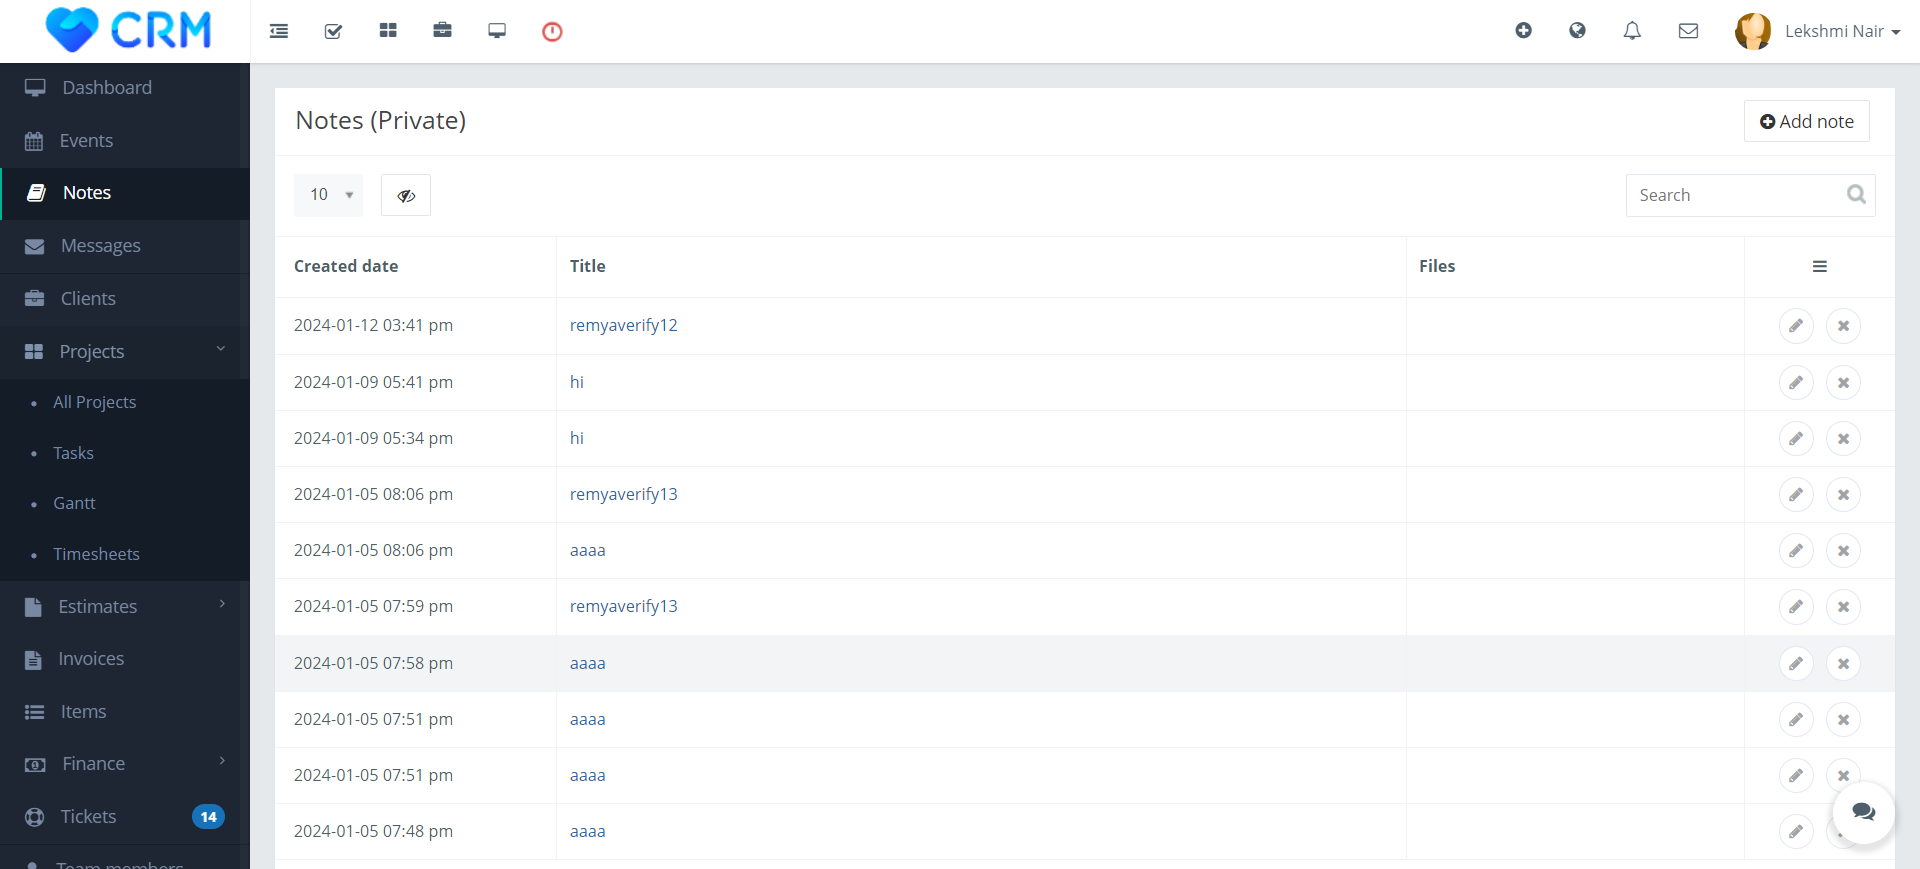 CRM
Lekshmi Nair
Dashboard
Events
Notes
Messages
Clients
Projects
All Projects
Tasks
Gantt
Timesheets
Estimates
Invoices
Items
Finance
Tickets 14
Team members
Notes (Private)
Add note
10
Search
Created date Title Files
2024-01-12 03:41 pm remyaverify12
2024-01-09 05:41 pm hi
2024-01-09 05:34 pm hi
2024-01-05 08:06 pm remyaverify13
2024-01-05 08:06 pm aaaa
2024-01-05 07:59 pm remyaverify13
2024-01-05 07:58 pm aaaa
2024-01-05 07:51 pm aaaa
2024-01-05 07:51 pm aaaa
2024-01-05 07:48 pm aaaa